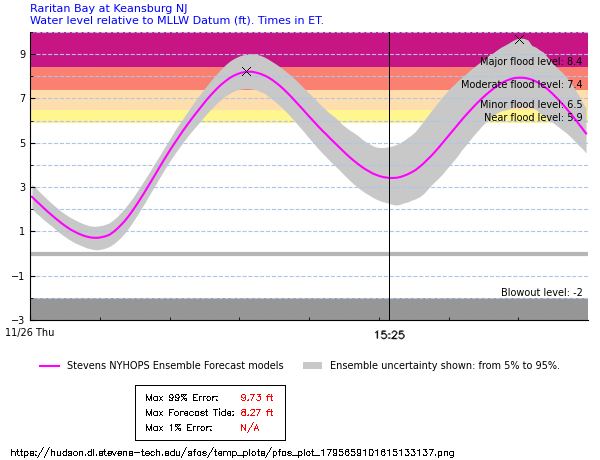 Raritan Bay at Keansburg NJ
Water level relative to MLLW Datum (ft). Times in ET.
9
Major flood level: 8.4
Moderate flood level: 7.4
7
Minor flood level: 6.5
Near flood level: 5.9
5
3
1
−1
Blowout level: -2
−3
11/26 Thu
15:25
Stevens NYHOPS Ensemble Forecast models
Ensemble uncertainty shown: from 5% to 95%.
Max 99% Error: 9.73 ft
Max Forecast Tide: 8.27 ft
Max 1% Error: N/A
https://hudson.dl.stevens-tech.edu/sfas/temp_plots/pfas_plot_1795659101615133137.png